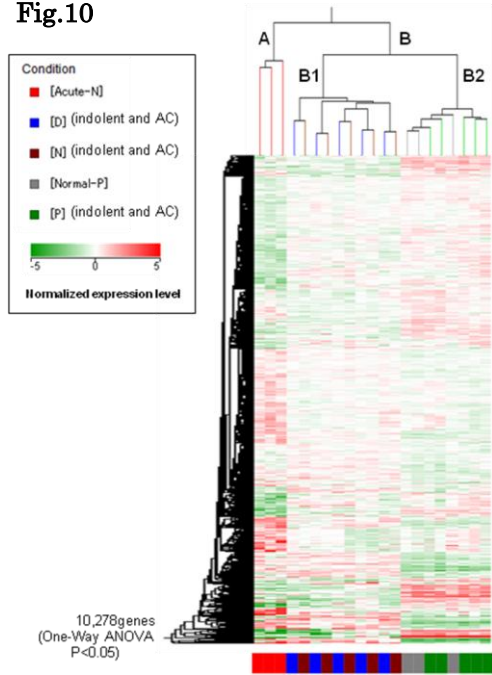 Fig.10
Condition
[Acute-N]
[D] (indolent and AC)
[N] (indolent and AC)
[Normal-P]
[P] (indolent and AC)
-5 0 5
Normalized expression level
A
B
B1
B2
10,278genes
(One-Way ANOVA
P<0.05)